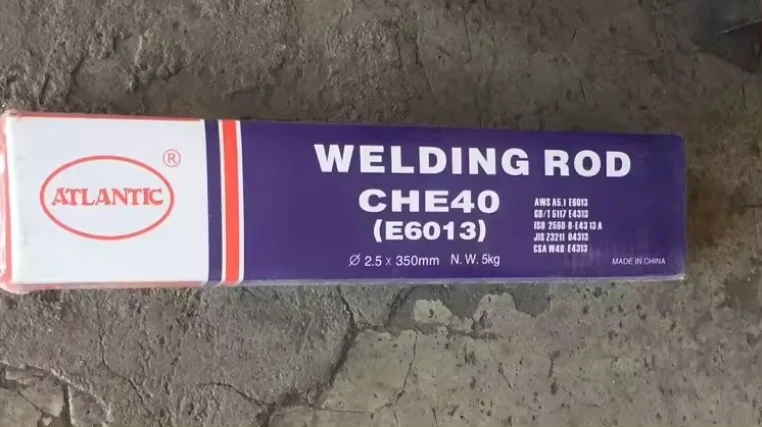 ATLANTIC
®
WELDING ROD
CHE40
(E6013)
Ø 2.5 x 350mm N. W. 5kg
AWS A5.1 E6013
GB/T 5117 E4313
ISO 2560-B-E43 13 A
JIS Z3211 D4313
CSA W48 E4313
MADE IN CHINA